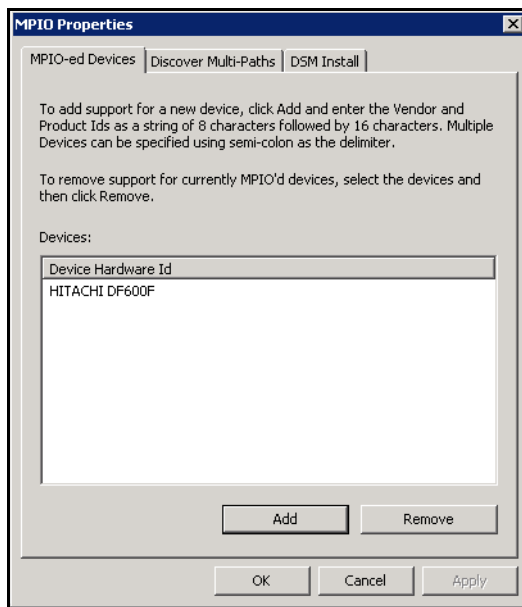 MPIO Properties
MPIO-ed Devices
Discover Multi-Paths
DSM Install
To add support for a new device, click Add and enter the Vendor and
Product Ids as a string of 8 characters followed by 16 characters. Multiple
Devices can be specified using semi-colon as the delimiter.
To remove support for currently MPIO'd devices, select the devices and
then click Remove.
Devices:
Device Hardware Id
HITACHI DF600F
Add
Remove
OK
Cancel
Apply